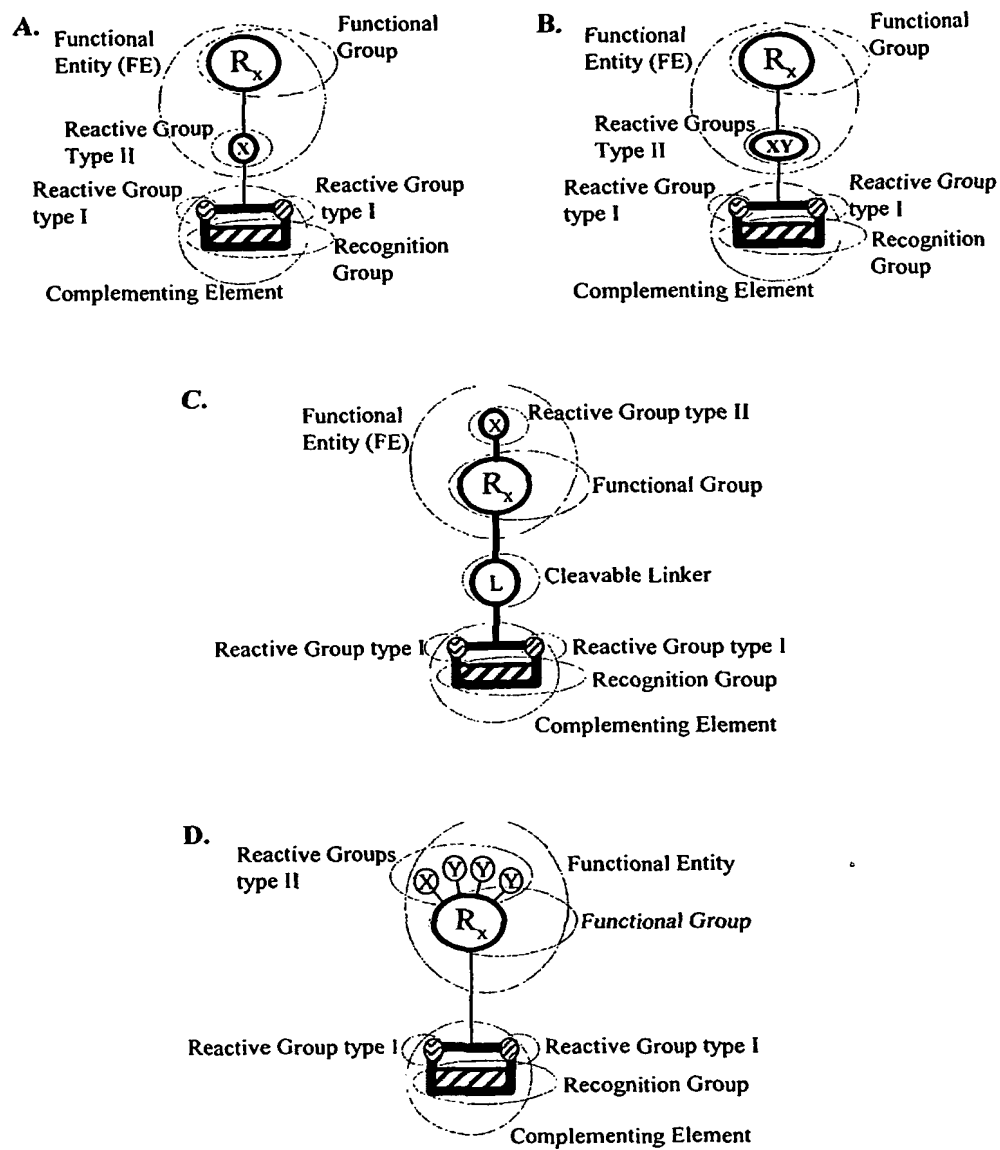 A.
Functional
Entity (FE)
Functional
Group
Rx
Reactive Group
Type II
X
Reactive Group
type I
Reactive Group
type I
Recognition
Group
Complementing Element
B.
Functional
Entity (FE)
Functional
Group
Rx
Reactive Groups
Type II
XY
Reactive Group
type I
Reactive Group
type I
Recognition
Group
Complementing Element
C.
Functional
Entity (FE)
X
Reactive Group type II
Rx
Functional Group
L
Cleavable Linker
Reactive Group type I
Reactive Group type I
Recognition Group
Complementing Element
D.
Reactive Groups
type II
X Y Y Y
Functional Entity
Rx
Functional Group
Reactive Group type I
Reactive Group type I
Recognition Group
Complementing Element